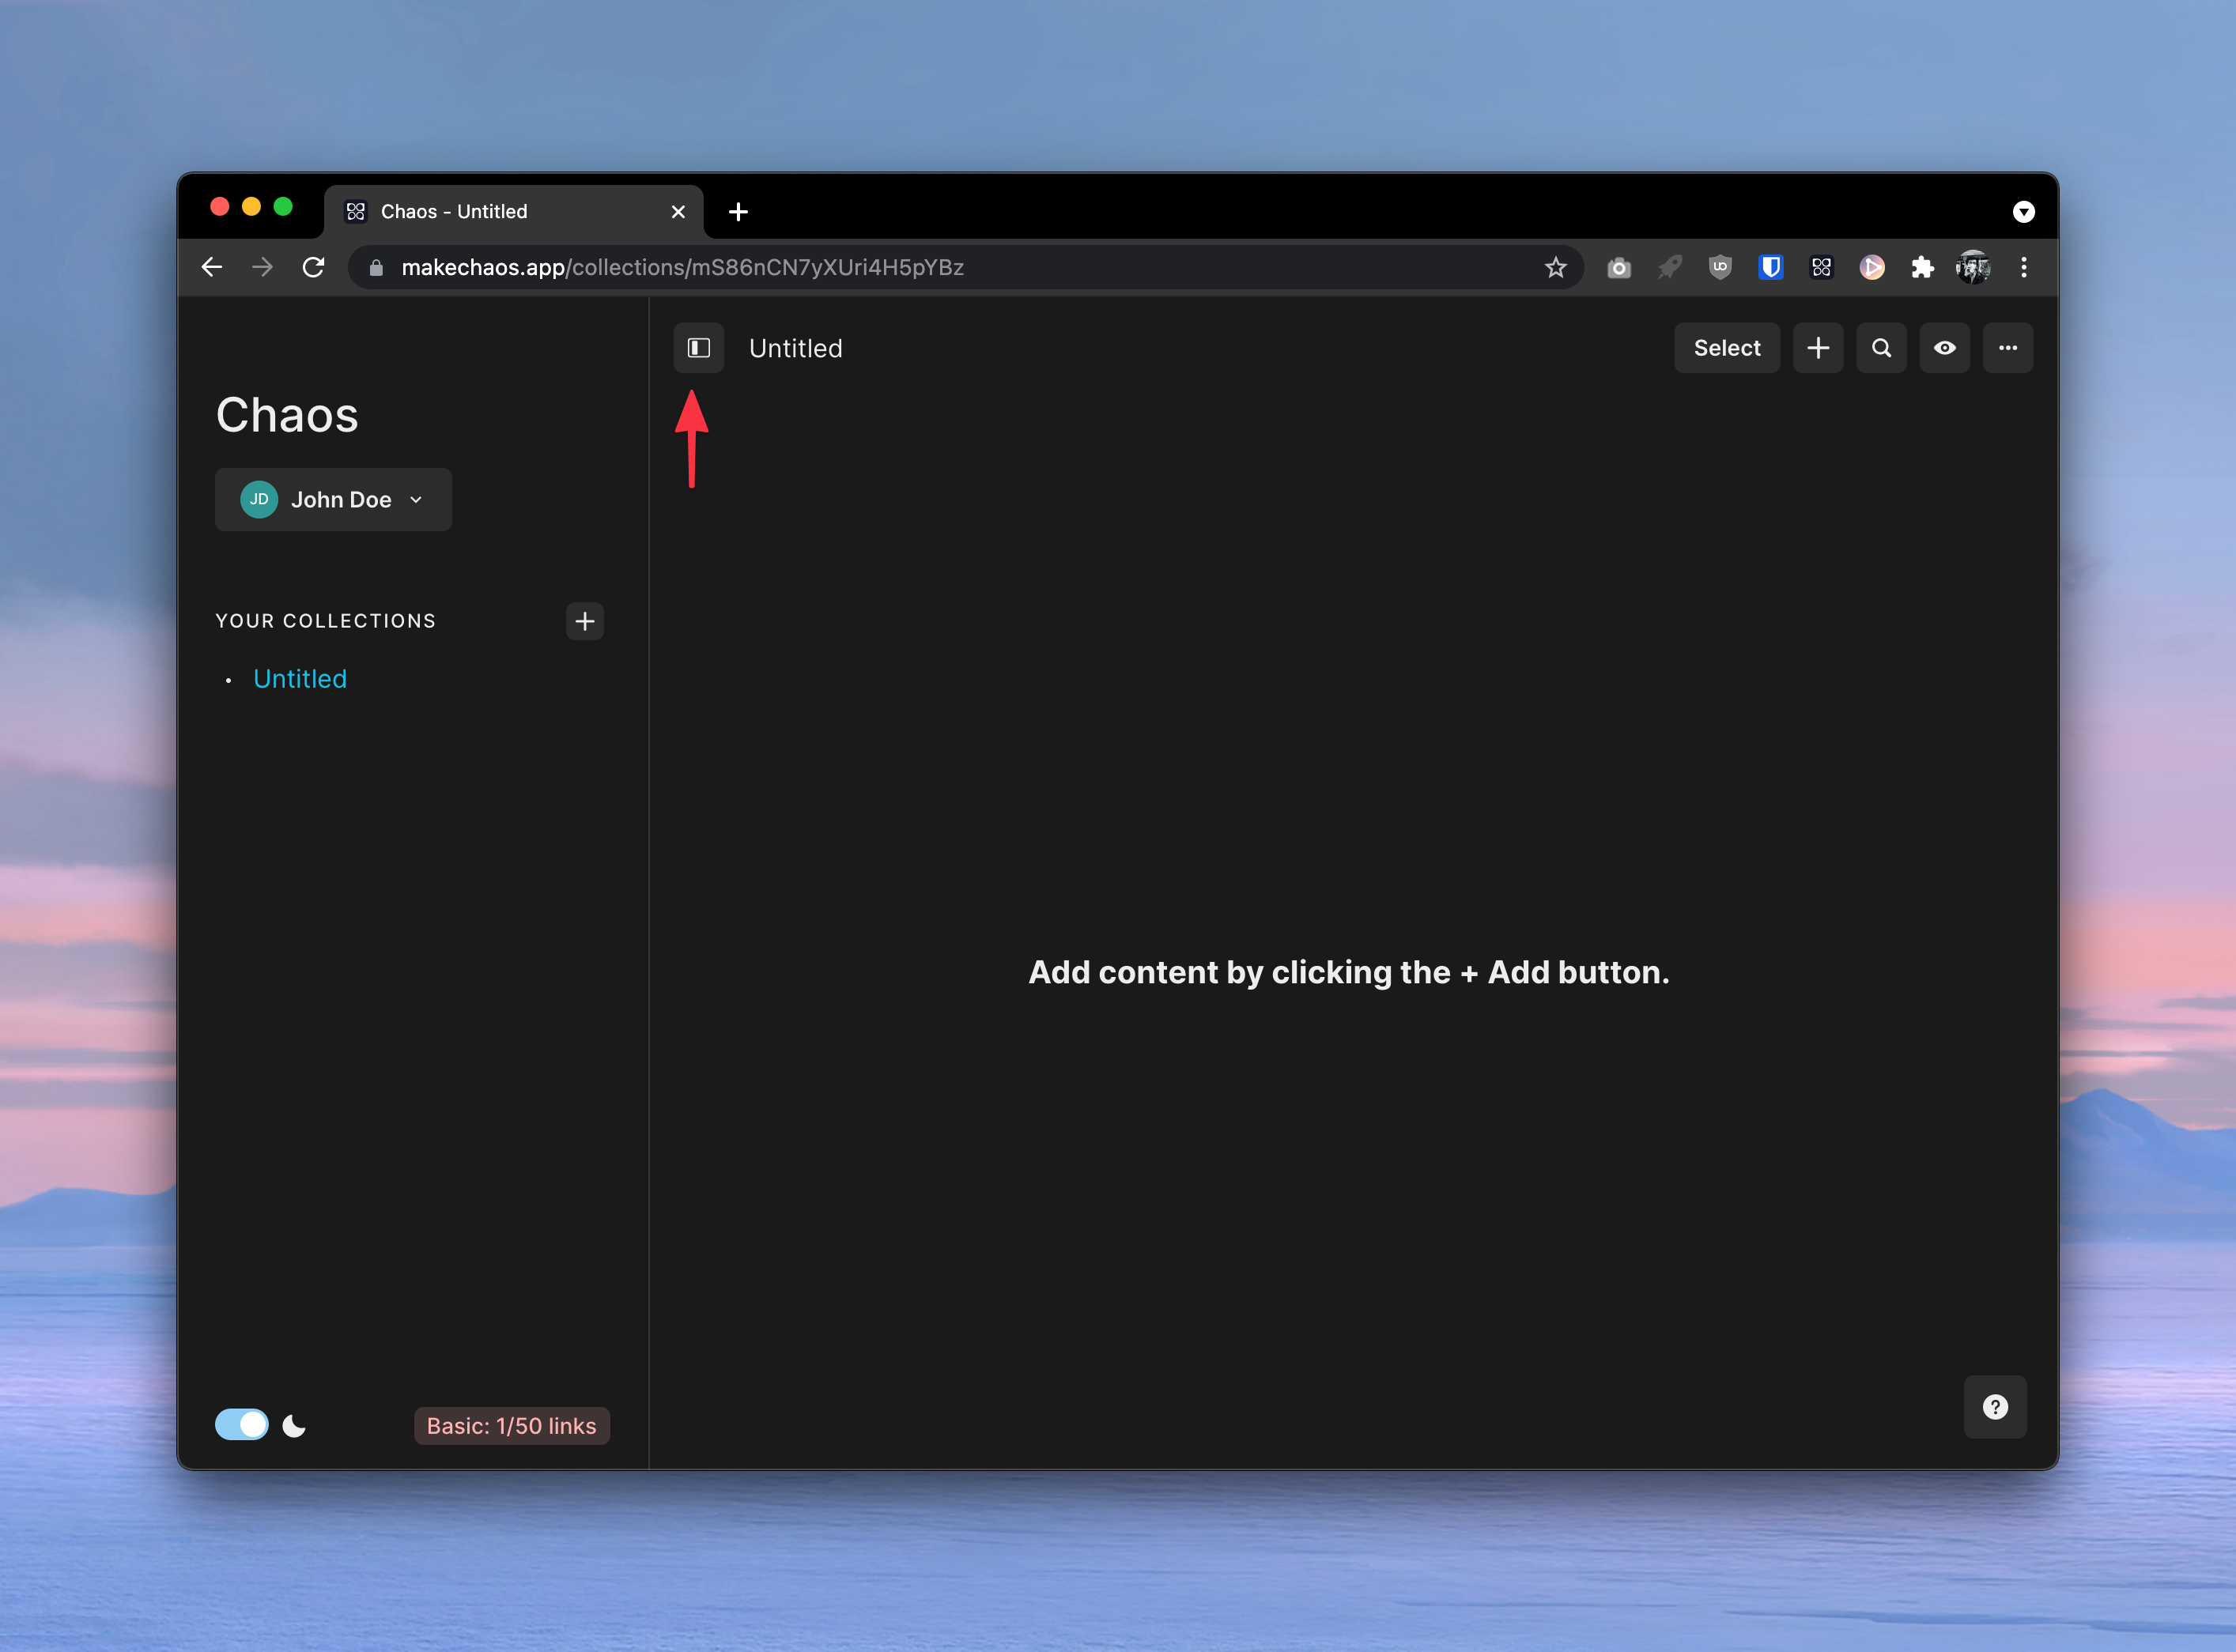 Chaos - Untitled
makechaos.app/collections/mS86nCN7yXUri4H5pYBz
Untitled
Select
Chaos
JD John Doe
YOUR COLLECTIONS
• Untitled
Add content by clicking the + Add button.
Basic: 1/50 links